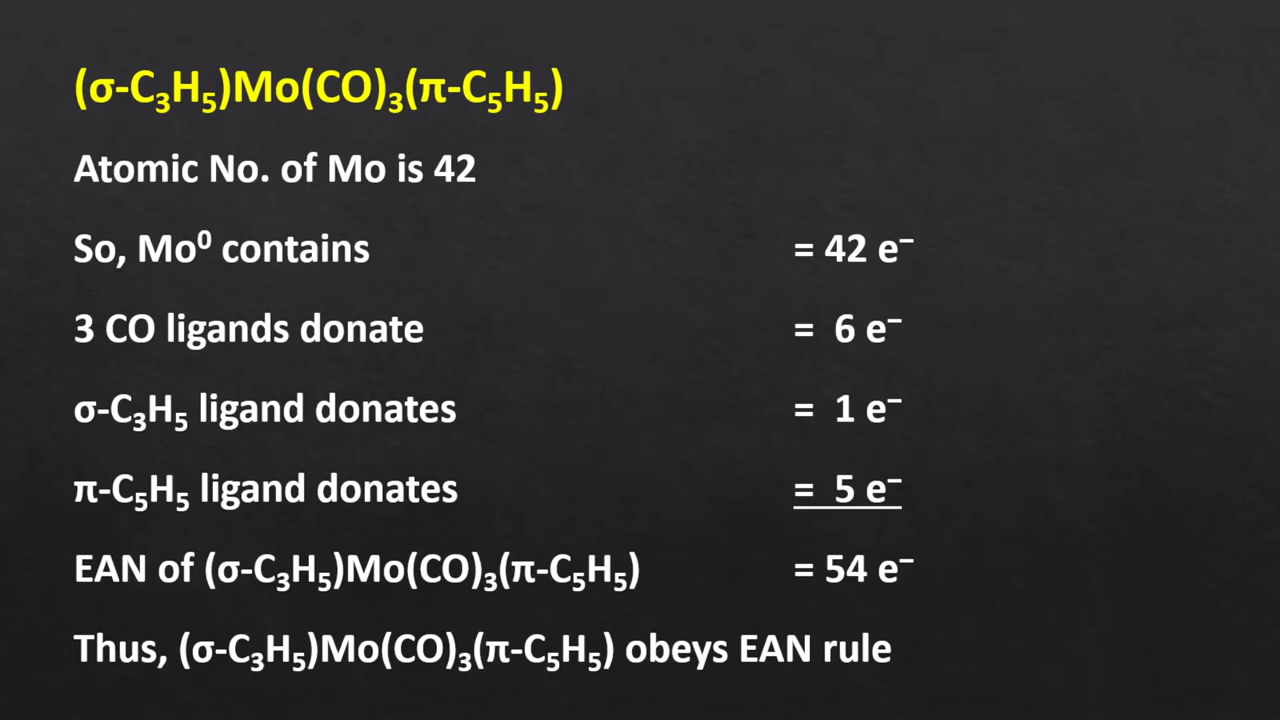 (σ-C₃H₅)Mo(CO)₃(π-C₅H₅)
Atomic No. of Mo is 42
So, Mo⁰ contains = 42 e⁻
3 CO ligands donate = 6 e⁻
σ-C₃H₅ ligand donates = 1 e⁻
π-C₅H₅ ligand donates = 5 e⁻
EAN of (σ-C₃H₅)Mo(CO)₃(π-C₅H₅) = 54 e⁻
Thus, (σ-C₃H₅)Mo(CO)₃(π-C₅H₅) obeys EAN rule